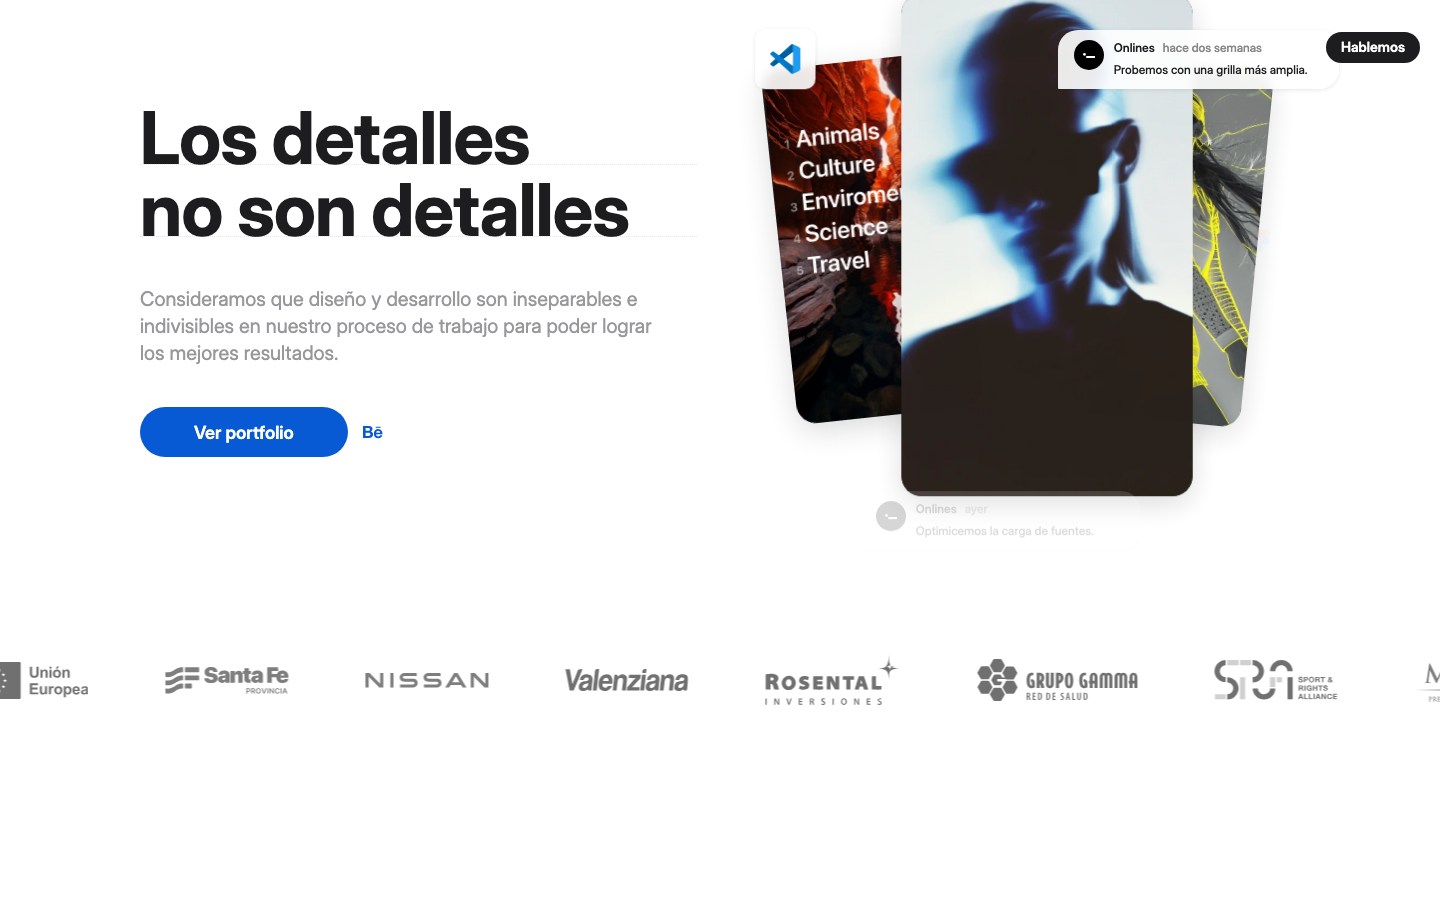 Los detalles
no son detalles
Consideramos que diseño y desarrollo son inseparables e
indivisibles en nuestro proceso de trabajo para poder lograr
los mejores resultados.
Ver portfolio
Bē
Onlines hace dos semanas
Probemos con una grilla más amplia.
Hablemos
1 Animals
2 Culture
3 Envirome
4 Science
5 Travel
Onlines ayer
Optimicemos la carga de fuentes.
Unión
Europea
Santa Fe
PROVINCIA
NISSAN
Valenziana
ROSENTAL
INVERSIONES
GRUPO GAMMA
RED DE SALUD
SRA
SPORT &
RIGHTS
ALLIANCE
M
PRE